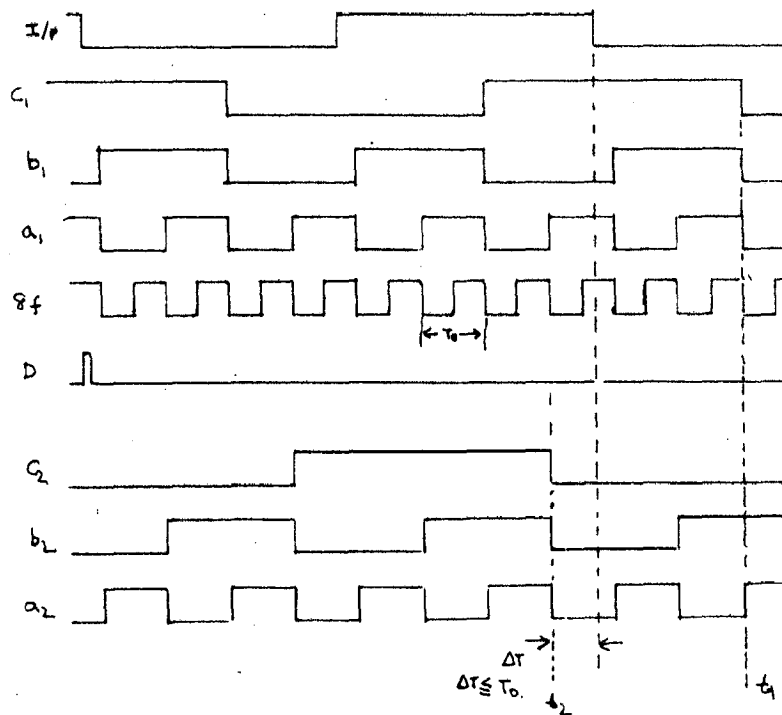 I/p
C₁
b₁
a₁
8f
T₀
D
C₂
b₂
a₂
ΔT
ΔT ≦ T₀.
t₂
t₁